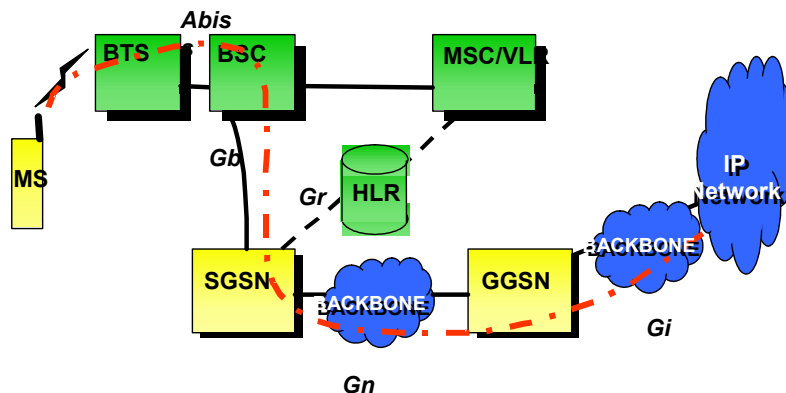 Abis
BTS
BSC
MSC/VLR
MS
Gb
Gr
HLR
IP
Network
BACKBONE
SGSN
BACKBONE
GGSN
Gi
Gn